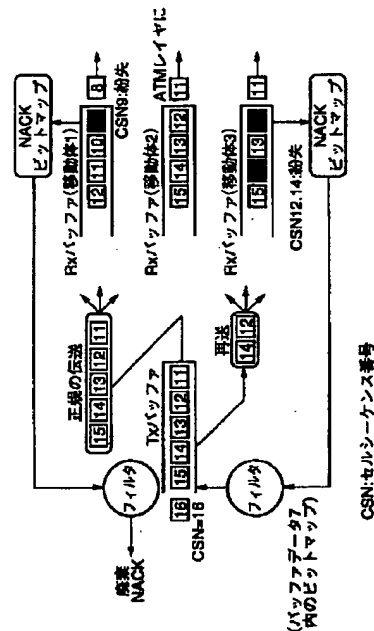 NACK
ビットマップ
Rxバッファ(移動体1)
12 11 10
8
CSN9:紛失
正規の伝送
15 14 13 12 11
フィルタ
廃棄
NACK
Rxバッファ(移動体2)
ATMレイヤに
15 14 13 12
11
Txバッファ
16
15 14 13 12 11
CSN=16
再送
14 12
Rxバッファ(移動体3)
15 13
11
CSN12.14:紛失
フィルタ
(バッファデータ7
内のビットマップ)
NACK
ビットマップ
CSN:セルシーケンス番号